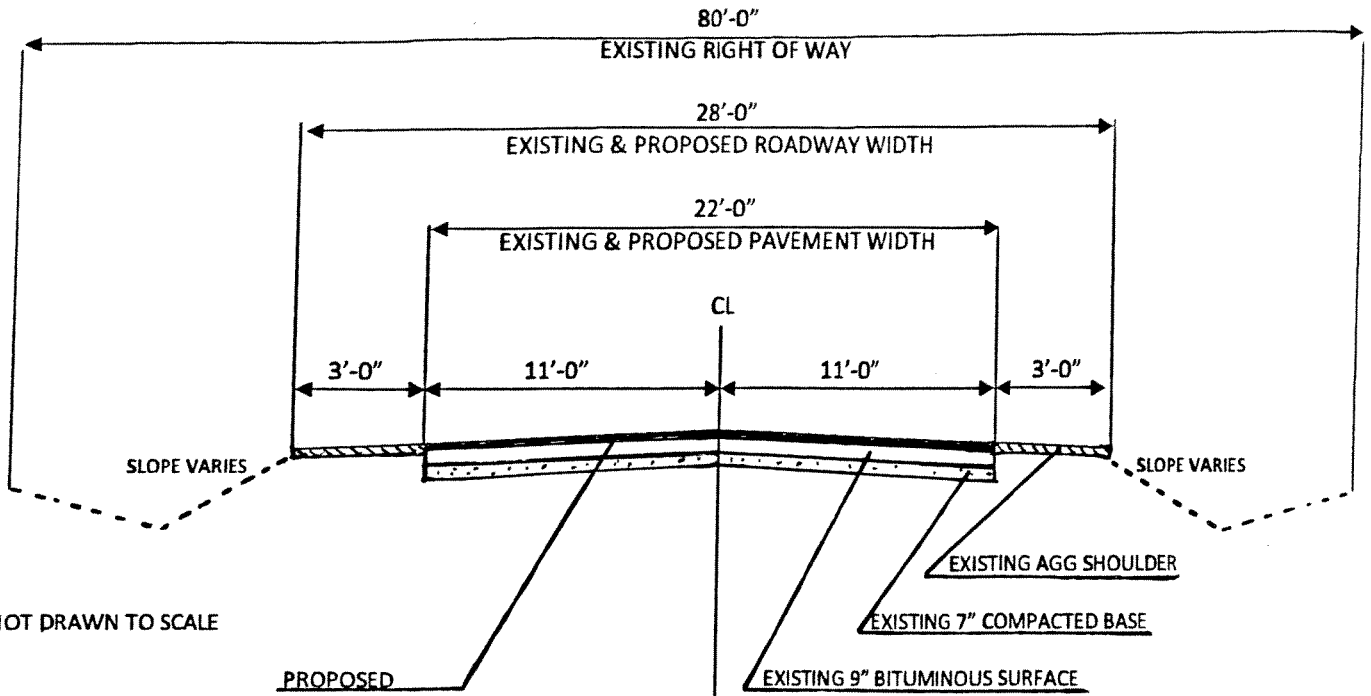 80'-0"
EXISTING RIGHT OF WAY
28'-0"
EXISTING & PROPOSED ROADWAY WIDTH
22'-0"
EXISTING & PROPOSED PAVEMENT WIDTH
CL
3'-0" 11'-0" 11'-0" 3'-0"
SLOPE VARIES SLOPE VARIES
EXISTING AGG SHOULDER
NOT DRAWN TO SCALE
EXISTING 7" COMPACTED BASE
PROPOSED
EXISTING 9" BITUMINOUS SURFACE